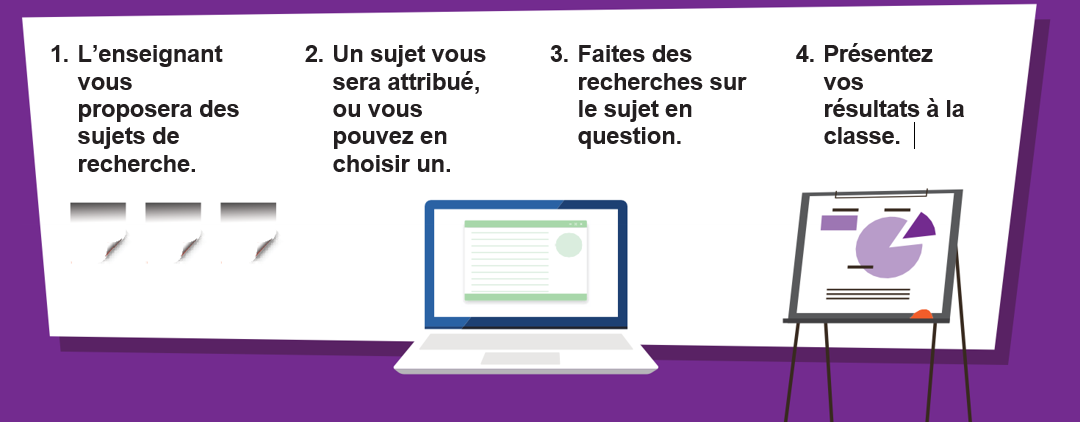 1. L’enseignant
vous
proposera des
sujets de
recherche.
2. Un sujet vous
sera attribué,
ou vous
pouvez en
choisir un.
3. Faites des
recherches sur
le sujet en
question.
4. Présentez
vos
résultats à la
classe.